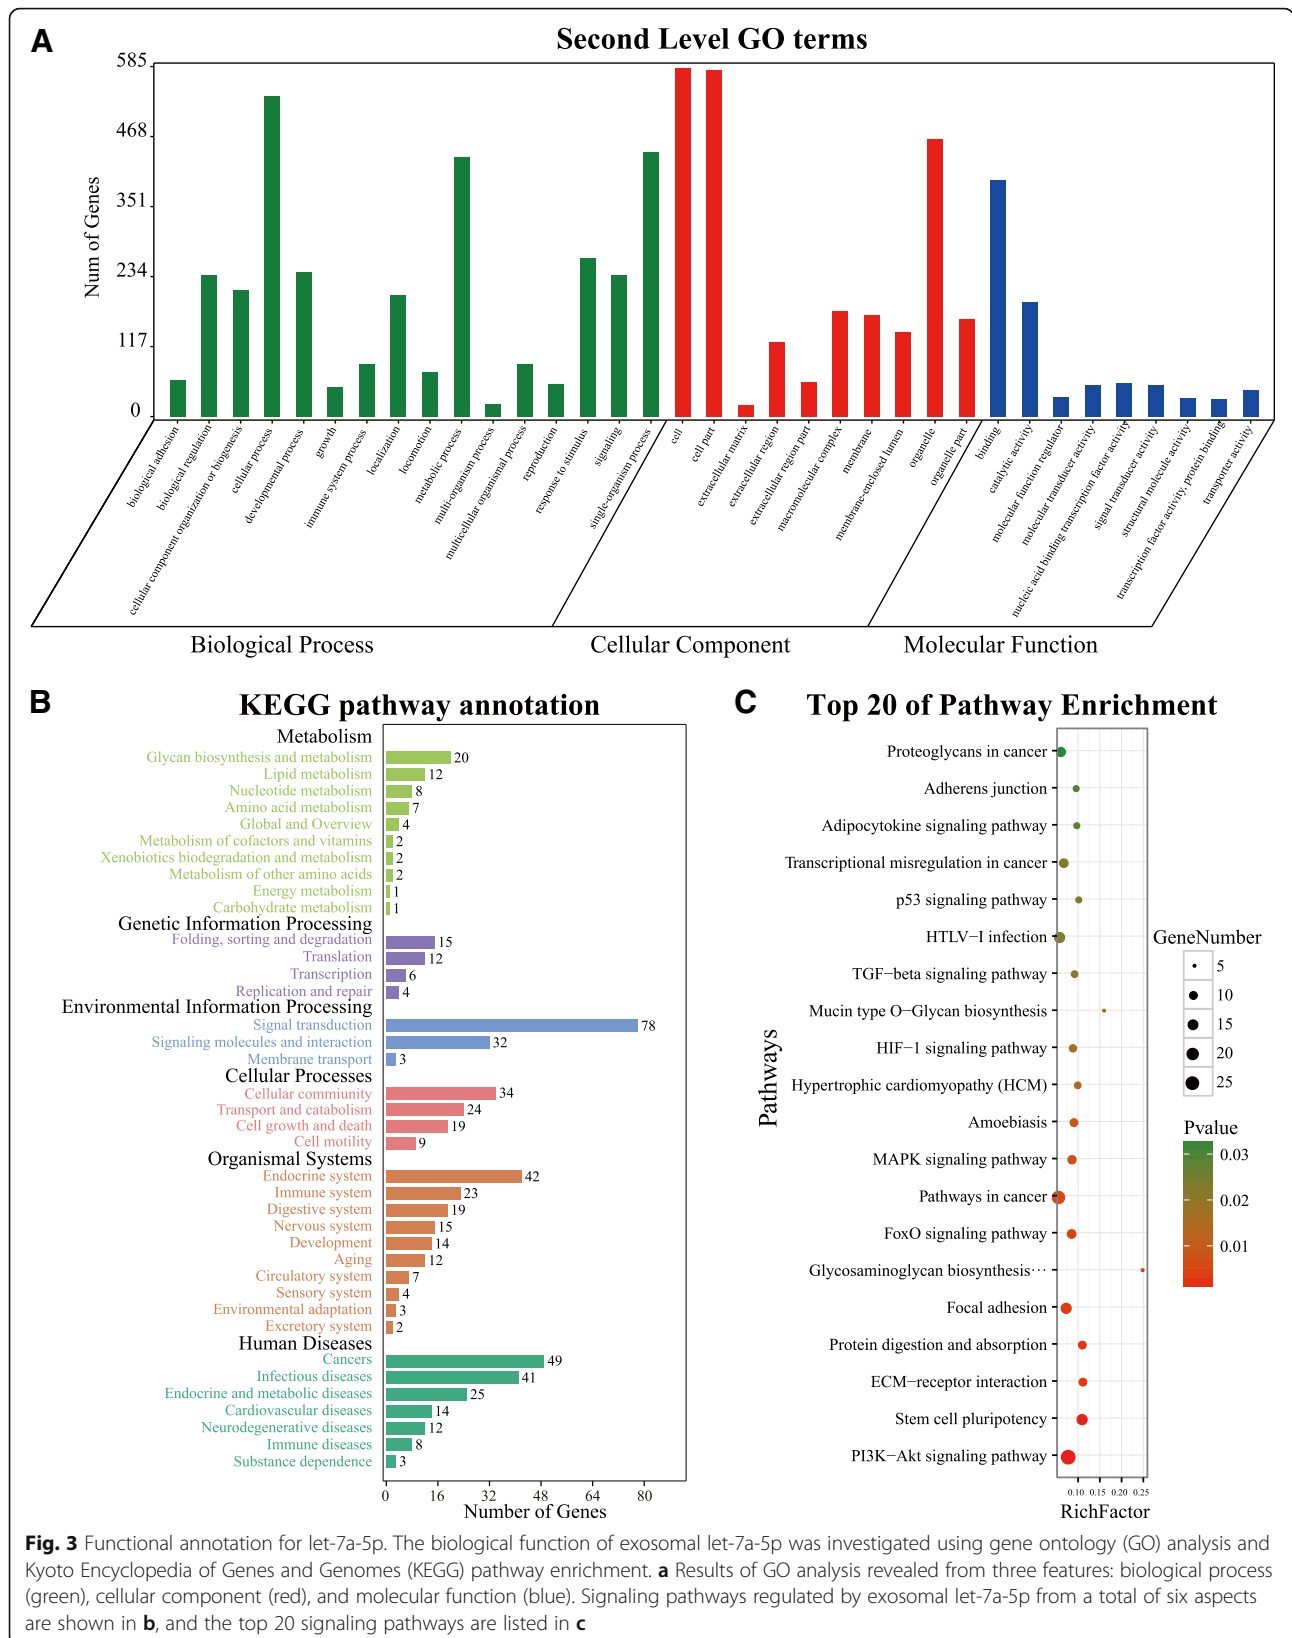 A
Second Level GO terms
Num of Genes
585
468
351
234
117
0
biological adhesion
biological regulation
cellular component organization or biogenesis
cellular process
developmental process
growth
immune system process
localization
locomotion
metabolic process
multi-organism process
multicellular organismal process
reproduction
response to stimulus
signaling
single-organism process
cell
cell part
extracellular matrix
extracellular region
extracellular region part
macromolecular complex
membrane
membrane-enclosed lumen
organelle
organelle part
binding
catalytic activity
molecular function regulator
molecular transducer activity
nucleic acid binding transcription factor activity
signal transducer activity
structural molecule activity
transcription factor activity, protein binding
transporter activity
Biological Process
Cellular Component
Molecular Function
B
KEGG pathway annotation
Metabolism
Glycan biosynthesis and metabolism 20
Lipid metabolism 12
Nucleotide metabolism 8
Amino acid metabolism 7
Global and Overview 4
Metabolism of cofactors and vitamins 2
Xenobiotics biodegradation and metabolism 2
Metabolism of other amino acids 2
Energy metabolism 1
Carbohydrate metabolism 1
Genetic Information Processing
Folding, sorting and degradation 15
Translation 12
Transcription 6
Replication and repair 4
Environmental Information Processing
Signal transduction 78
Signaling molecules and interaction 32
Membrane transport 3
Cellular Processes
Cellular commiunity 34
Transport and catabolism 24
Cell growth and death 19
Cell motility 9
Organismal Systems
Endocrine system 42
Immune system 23
Digestive system 19
Nervous system 15
Development 14
Aging 12
Circulatory system 7
Sensory system 4
Environmental adaptation 3
Excretory system 2
Human Diseases
Cancers 49
Infectious diseases 41
Endocrine and metabolic diseases 25
Cardiovascular diseases 14
Neurodegenerative diseases 12
Immune diseases 8
Substance dependence 3
0 16 32 48 64 80
Number of Genes
C
Top 20 of Pathway Enrichment
Pathways
Proteoglycans in cancer
Adherens junction
Adipocytokine signaling pathway
Transcriptional misregulation in cancer
p53 signaling pathway
HTLV−I infection
TGF−beta signaling pathway
Mucin type O−Glycan biosynthesis
HIF−1 signaling pathway
Hypertrophic cardiomyopathy (HCM)
Amoebiasis
MAPK signaling pathway
Pathways in cancer
FoxO signaling pathway
Glycosaminoglycan biosynthesis···
Focal adhesion
Protein digestion and absorption
ECM−receptor interaction
Stem cell pluripotency
PI3K−Akt signaling pathway
0.10 0.15 0.20 0.25
RichFactor
GeneNumber
5
10
15
20
25
Pvalue
0.03
0.02
0.01
Fig. 3 Functional annotation for let-7a-5p. The biological function of exosomal let-7a-5p was investigated using gene ontology (GO) analysis and
Kyoto Encyclopedia of Genes and Genomes (KEGG) pathway enrichment. a Results of GO analysis revealed from three features: biological process
(green), cellular component (red), and molecular function (blue). Signaling pathways regulated by exosomal let-7a-5p from a total of six aspects
are shown in b, and the top 20 signaling pathways are listed in c